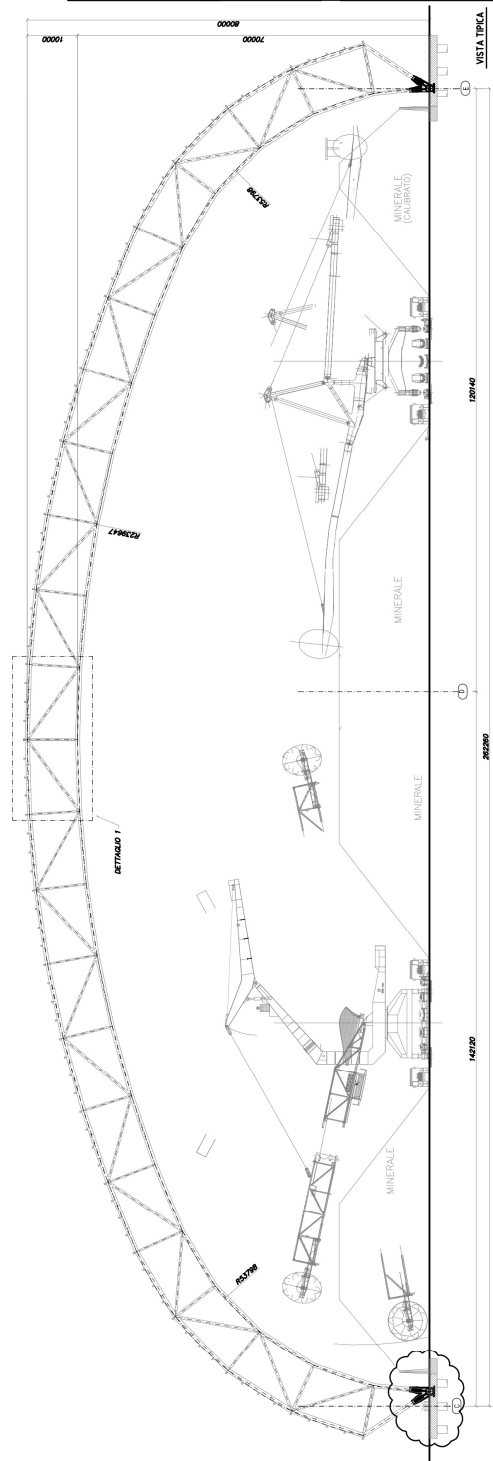 80000
10000
70000
VISTA TIPICA
E
R53798
MINERALE
(CALIBRATO)
120140
R239647
MINERALE
D
262260
DETTAGLIO 1
MINERALE
142120
MINERALE
R53798
C